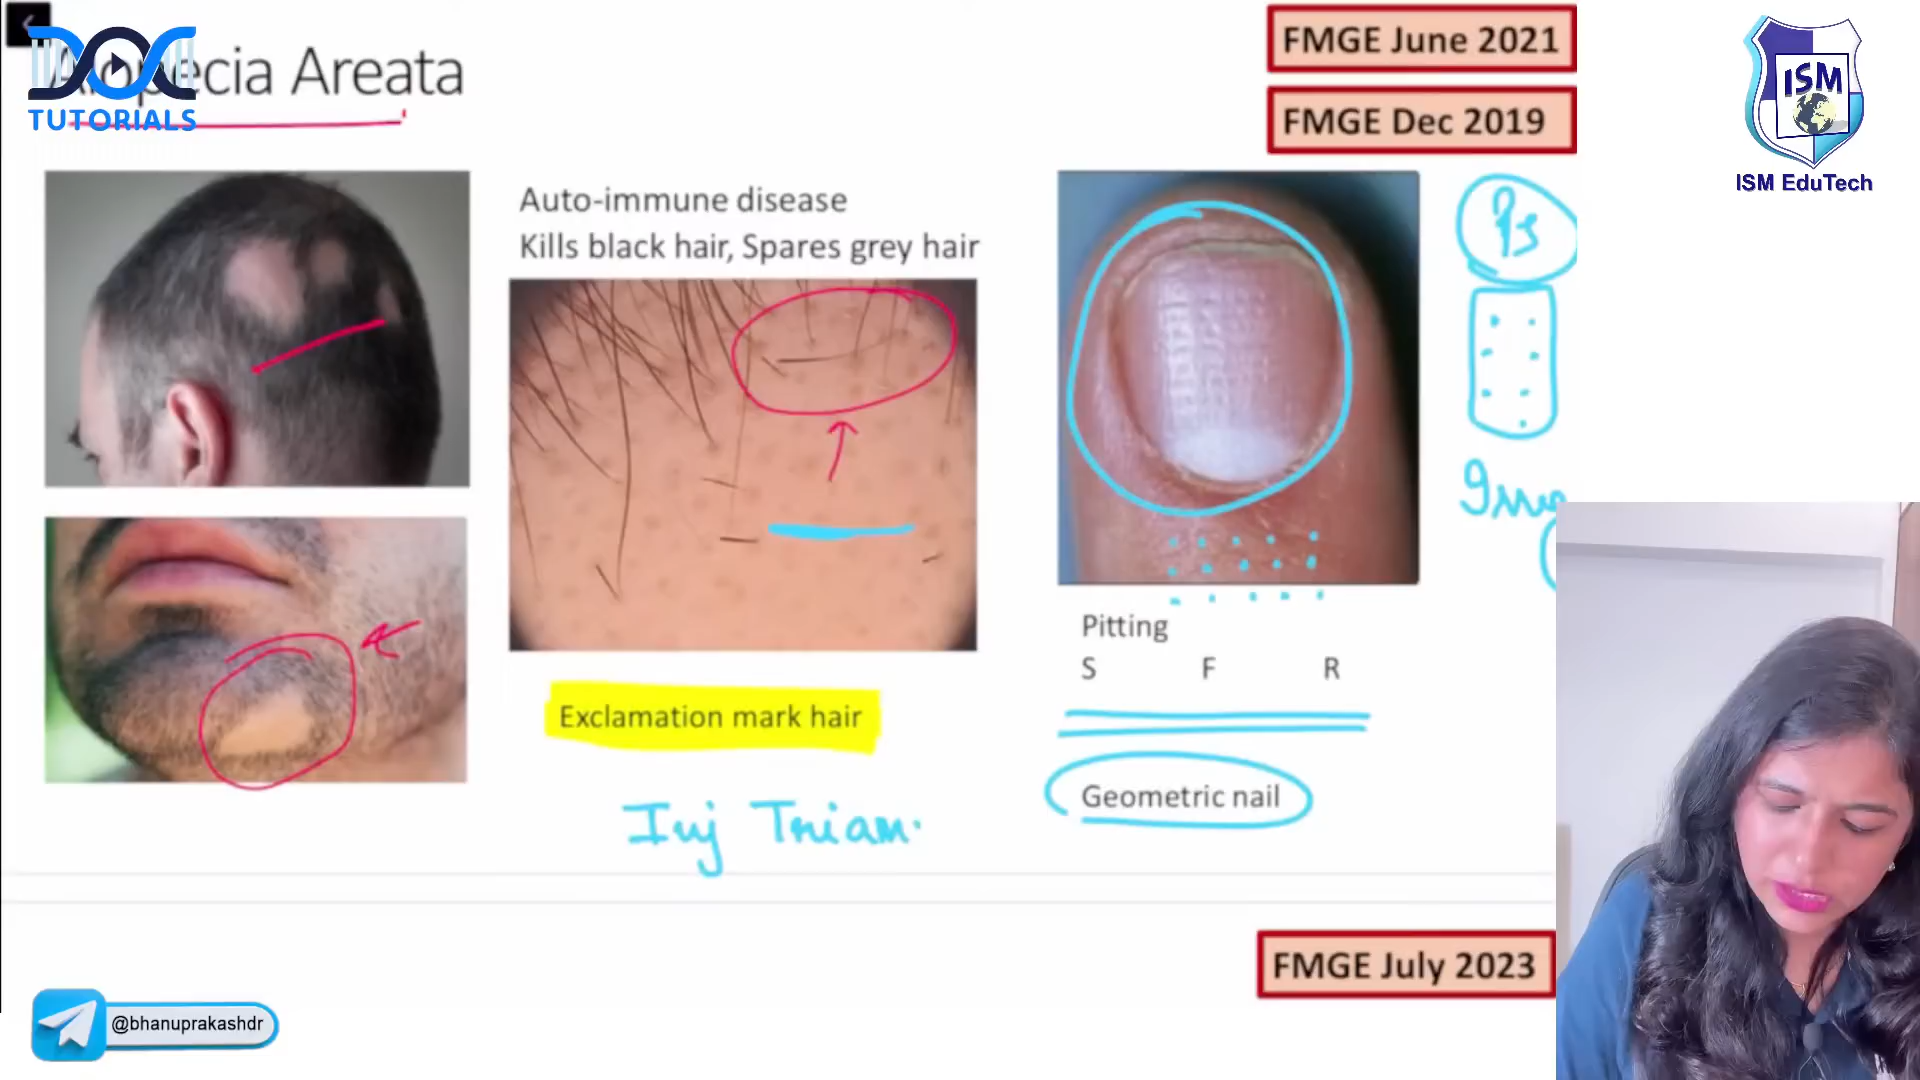 Alopecia Areata
DOC
TUTORIALS
FMGE June 2021
FMGE Dec 2019
ISM
ISM EduTech
Auto-immune disease
Kills black hair, Spares grey hair
Ps
Exclamation mark hair
Inj Triam.
Pitting
S F R
Geometric nail
FMGE July 2023
@bhanuprakashdr